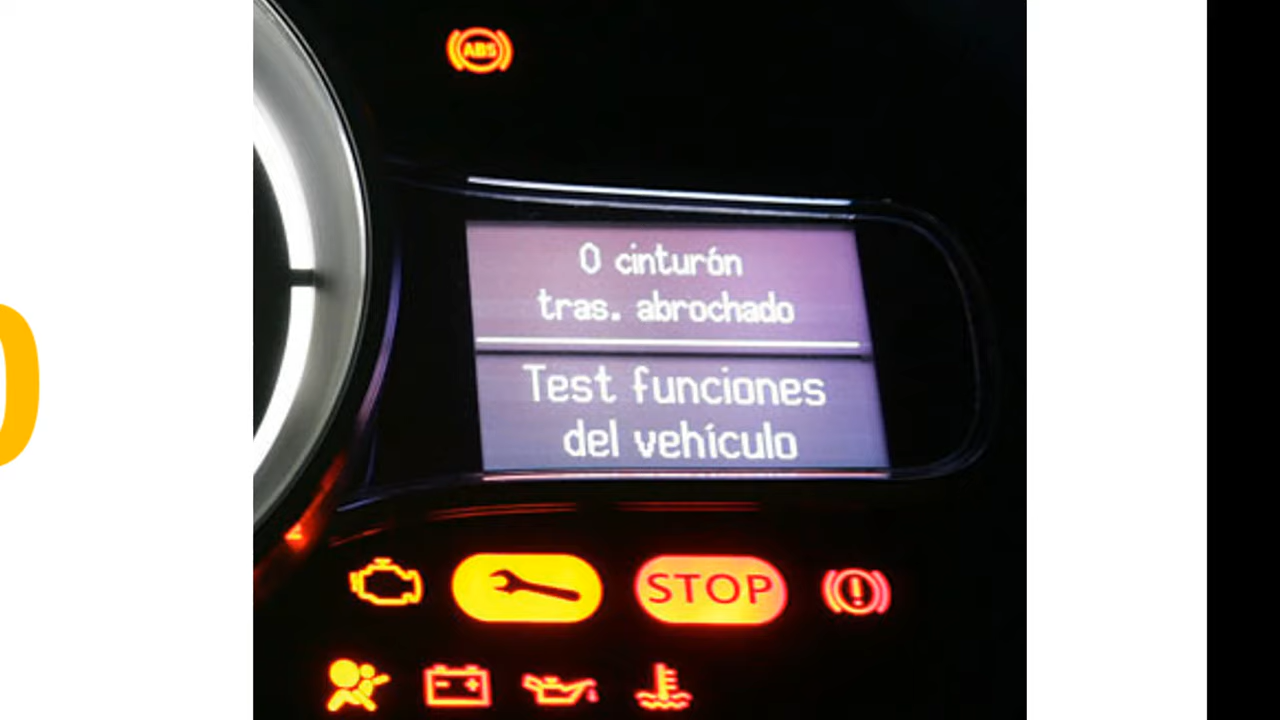 ABS
0 cinturón
tras. abrochado
Test funciones
del vehículo
STOP